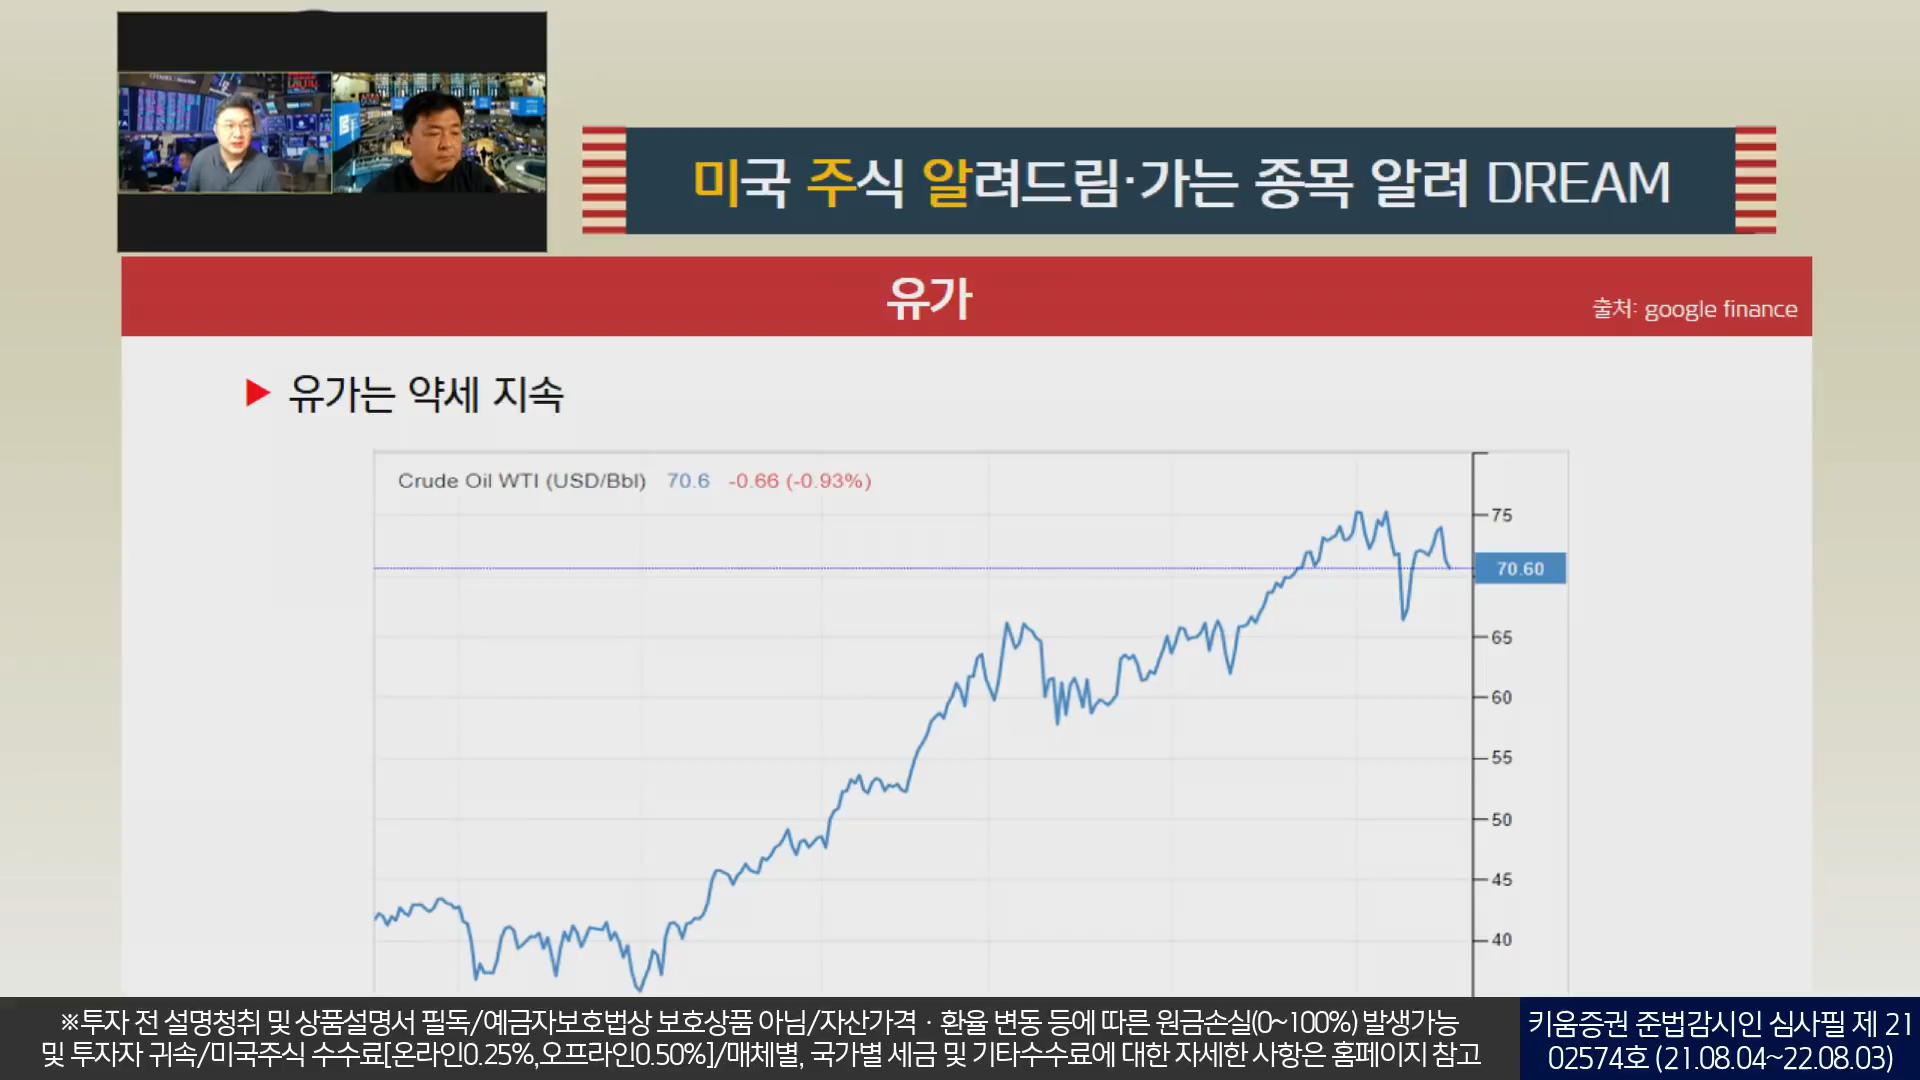 미국 주식 알려드림·가는 종목 알려 DREAM
유가
출처: google finance
▶ 유가는 약세 지속
Crude Oil WTI (USD/Bbl) 70.6 -0.66 (-0.93%)
75
70.60
65
60
55
50
45
40
※투자 전 설명청취 및 상품설명서 필독/예금자보호법상 보호상품 아님/자산가격 · 환율 변동 등에 따른 원금손실(0~100%) 발생가능
및 투자자 귀속/미국주식 수수료[온라인0.25%,오프라인0.50%]/매체별, 국가별 세금 및 기타수수료에 대한 자세한 사항은 홈페이지 참고
키움증권 준법감시인 심사필 제 21
02574호 (21.08.04~22.08.03)